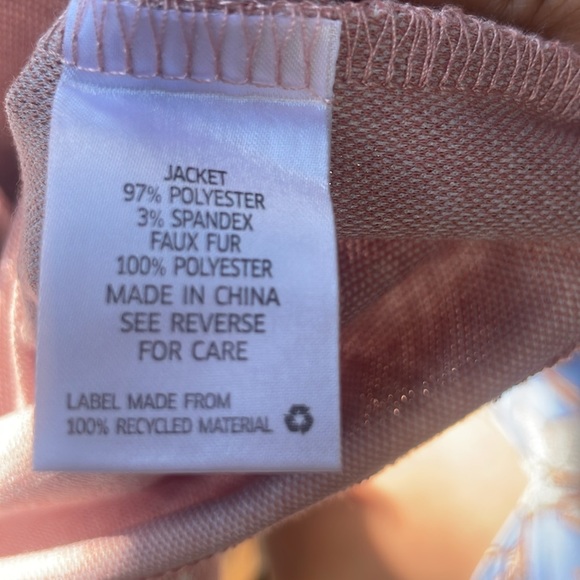 JACKET
97% POLYESTER
3% SPANDEX
FAUX FUR
100% POLYESTER
MADE IN CHINA
SEE REVERSE
FOR CARE
LABEL MADE FROM
100% RECYCLED MATERIAL